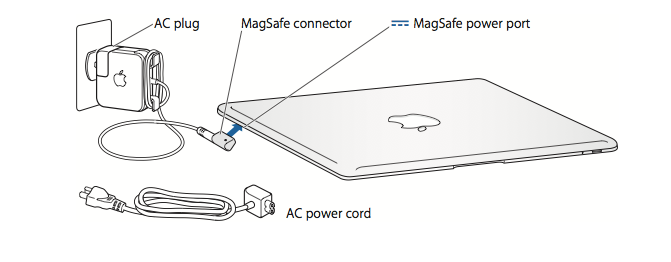 AC plug
MagSafe connector
MagSafe power port
AC power cord